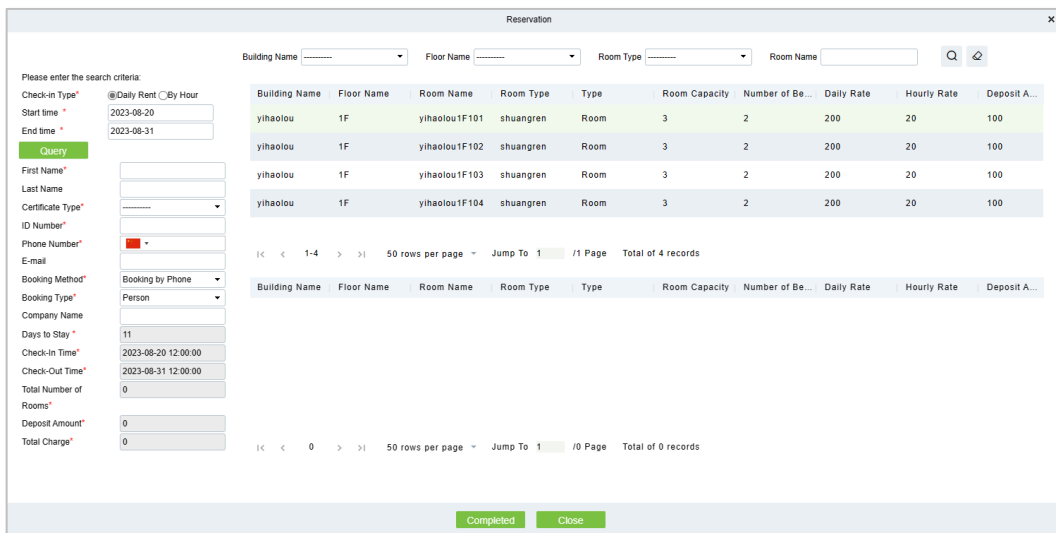 Reservation
×
Building Name ---------- Floor Name ---------- Room Type ---------- Room Name
Please enter the search criteria:
Check-in Type* Daily Rent By Hour
Start time * 2023-08-20
End time * 2023-08-31
Query
First Name*
Last Name
Certificate Type* ----------
ID Number*
Phone Number*
E-mail
Booking Method* Booking by Phone
Booking Type* Person
Company Name
Days to Stay * 11
Check-In Time* 2023-08-20 12:00:00
Check-Out Time* 2023-08-31 12:00:00
Total Number of 0
Rooms*
Deposit Amount* 0
Total Charge* 0
Building Name Floor Name Room Name Room Type Type Room Capacity Number of Be... Daily Rate Hourly Rate Deposit A...
yihaolou 1F yihaolou1F101 shuangren Room 3 2 200 20 100
yihaolou 1F yihaolou1F102 shuangren Room 3 2 200 20 100
yihaolou 1F yihaolou1F103 shuangren Room 3 2 200 20 100
yihaolou 1F yihaolou1F104 shuangren Room 3 2 200 20 100
|< < 1-4 > >| 50 rows per page Jump To 1 /1 Page Total of 4 records
Building Name Floor Name Room Name Room Type Type Room Capacity Number of Be... Daily Rate Hourly Rate Deposit A...
|< < 0 > >| 50 rows per page Jump To 1 /0 Page Total of 0 records
Completed Close